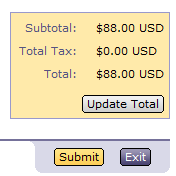 Subtotal: $88.00 USD
Total Tax: $0.00 USD
Total: $88.00 USD
Update Total
Submit Exit